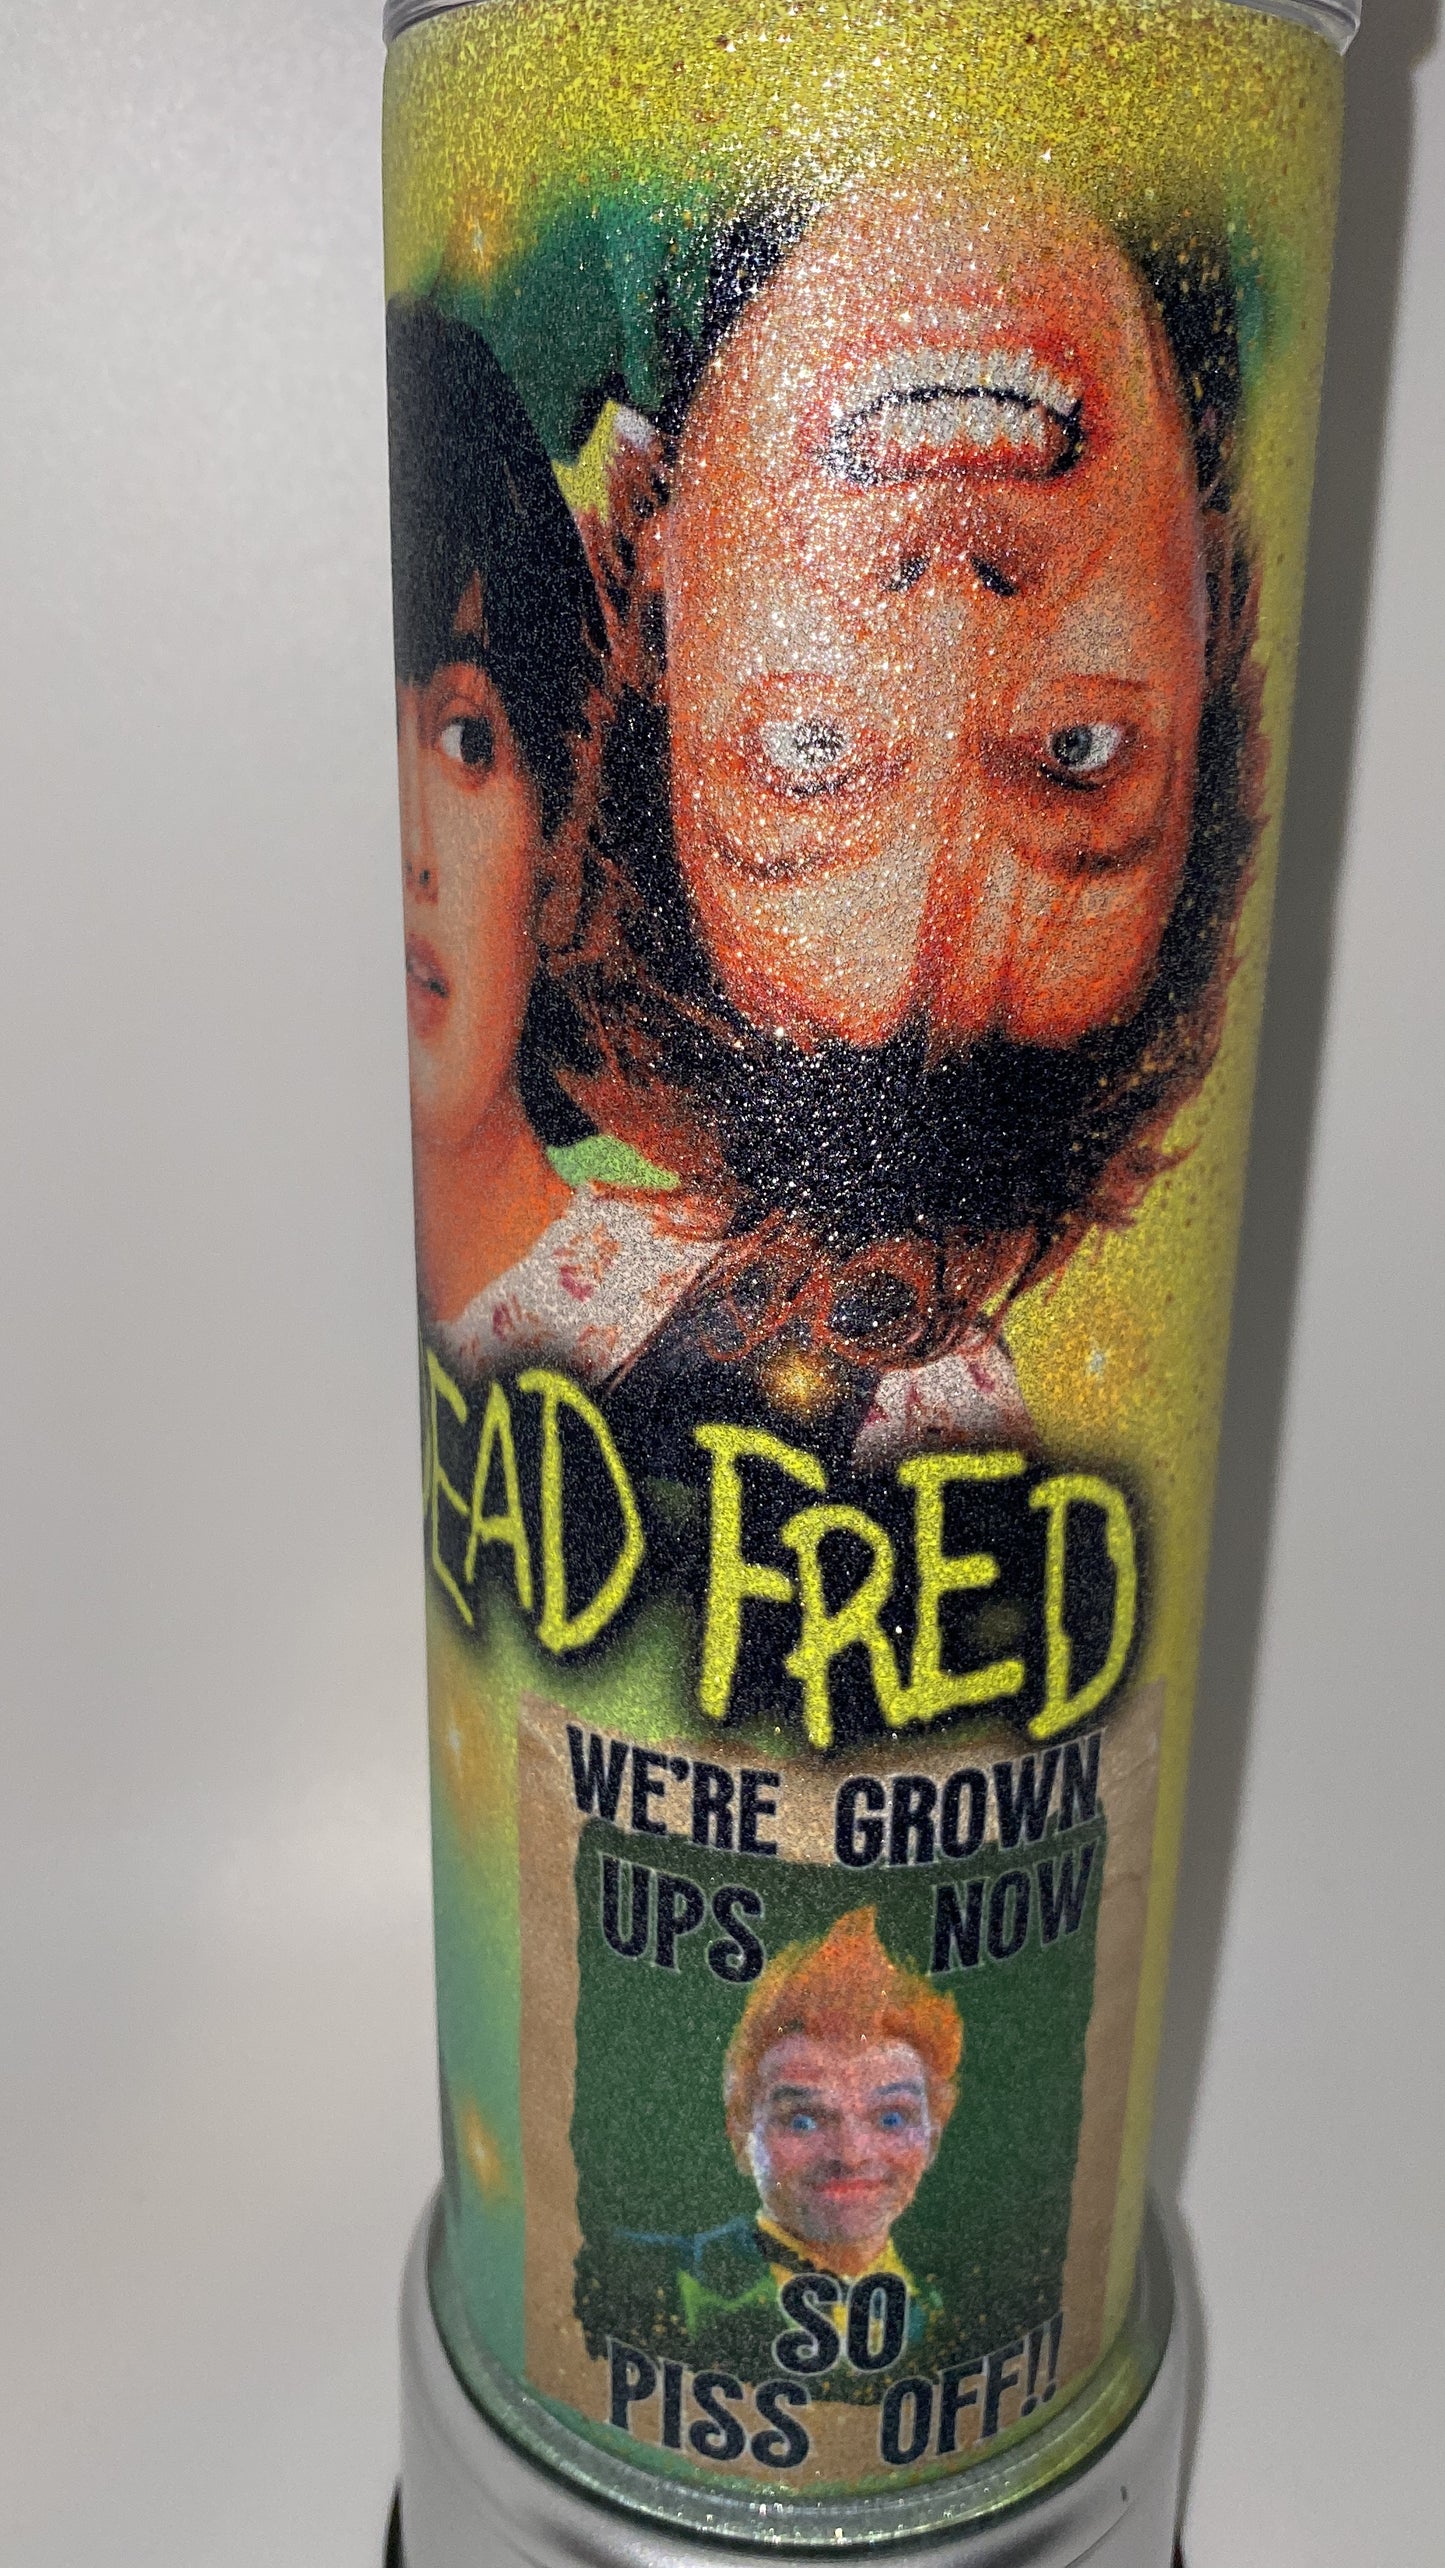 DEAD FRED
WE'RE GROWN
UPS NOW
SO
PISS OFF!!